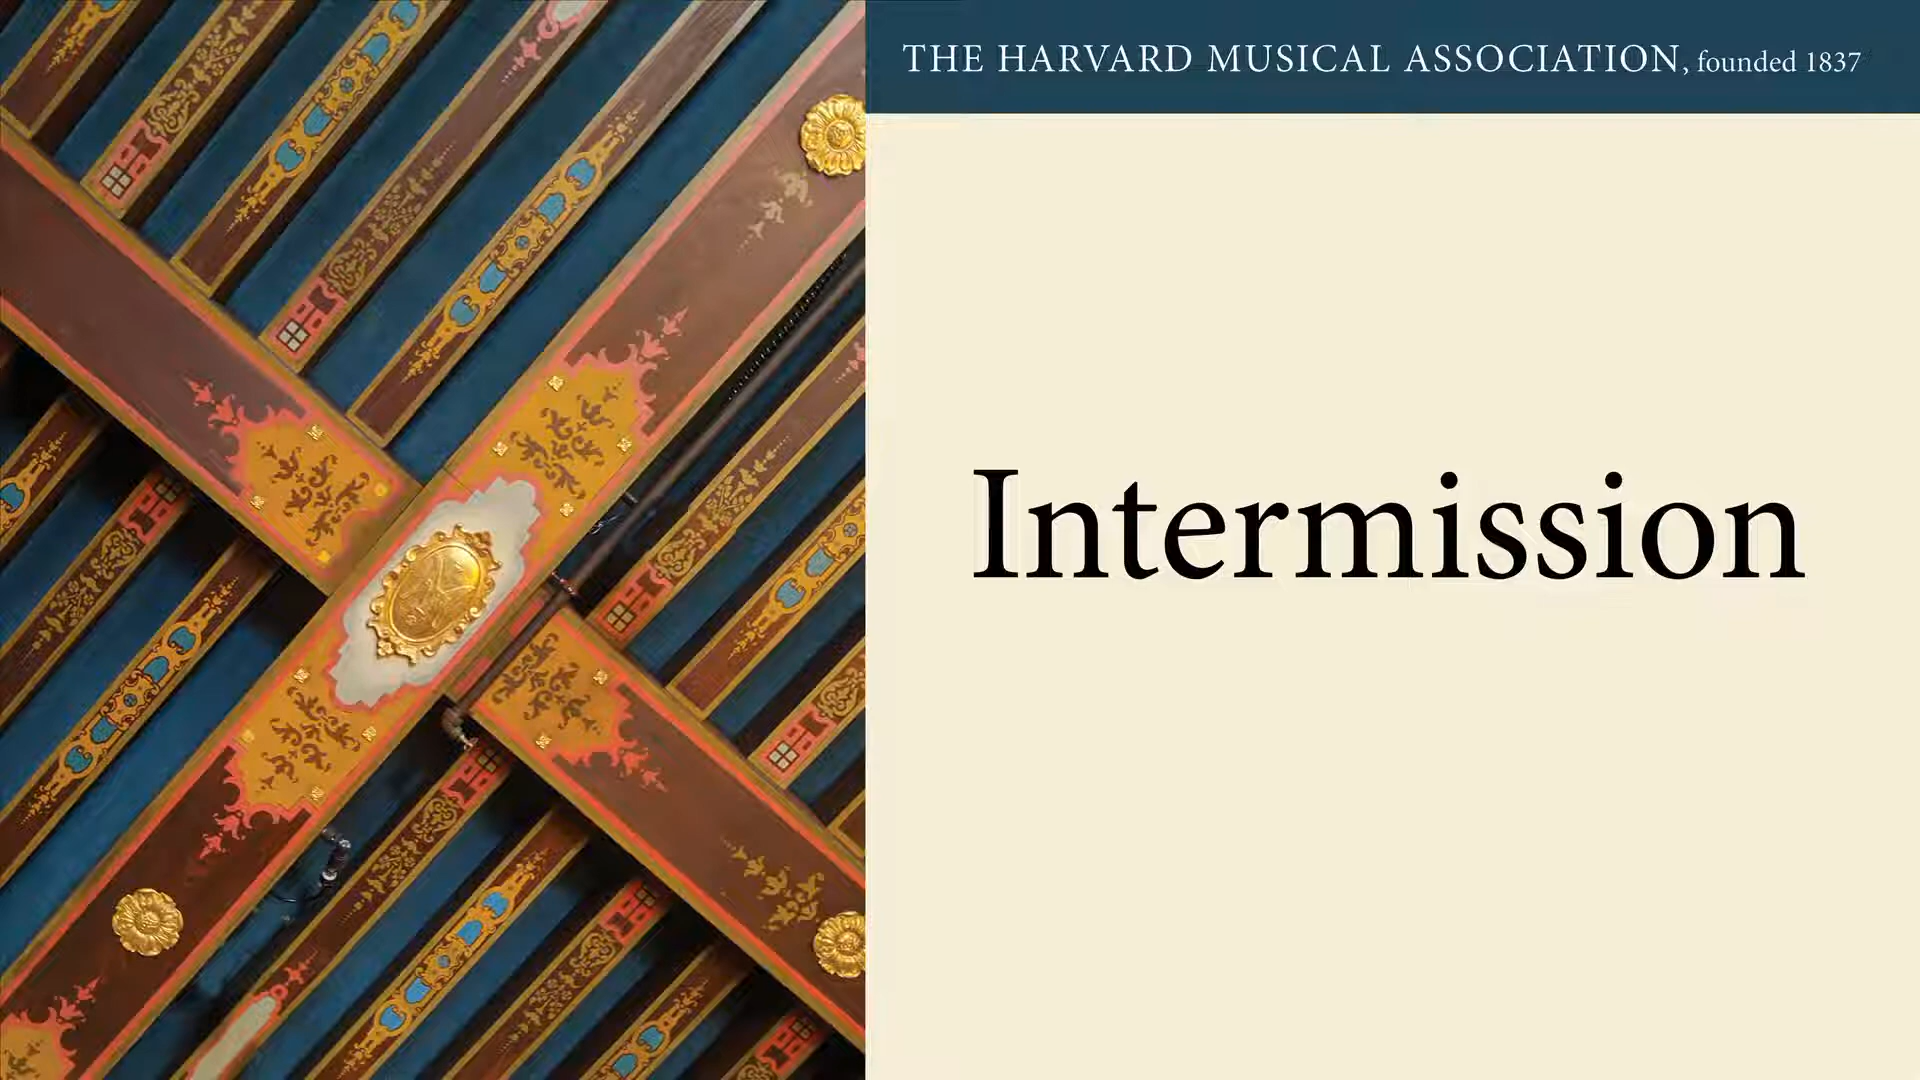 THE HARVARD MUSICAL ASSOCIATION, founded 1837
Intermission